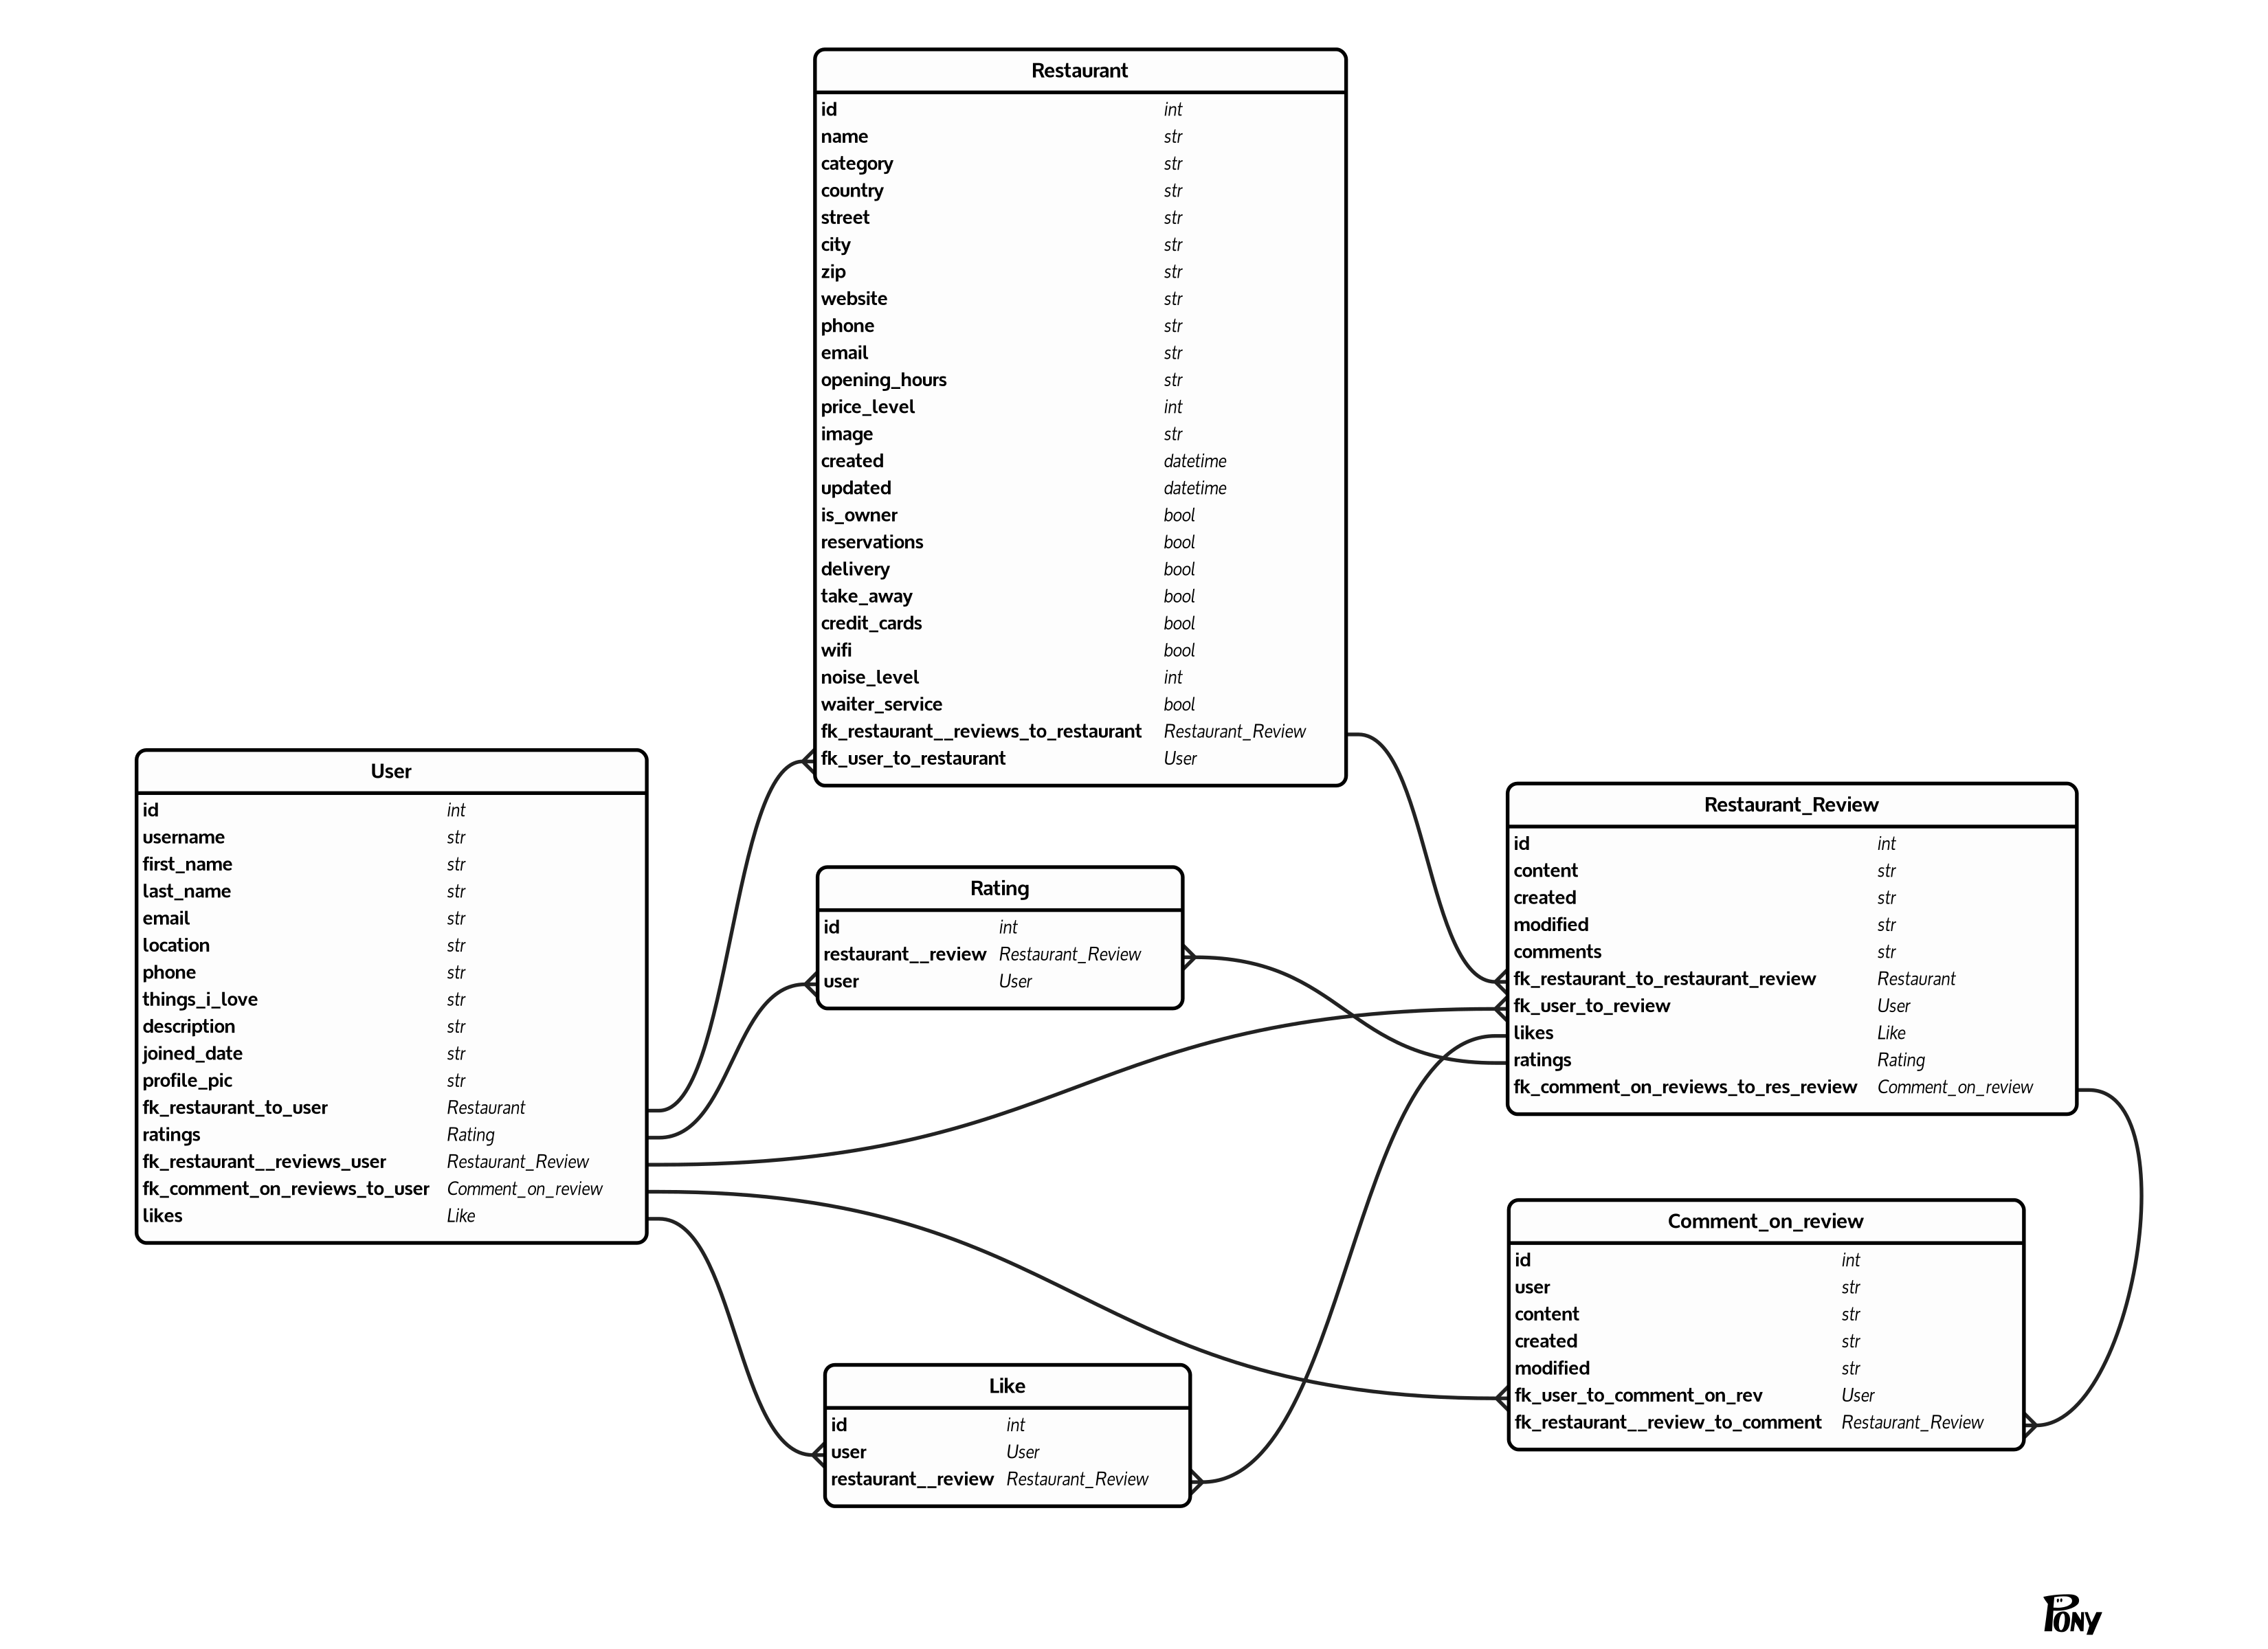 Restaurant
id int
name str
category str
country str
street str
city str
zip str
website str
phone str
email str
opening_hours str
price_level int
image str
created datetime
updated datetime
is_owner bool
reservations bool
delivery bool
take_away bool
credit_cards bool
wifi bool
noise_level int
waiter_service bool
fk_restaurant__reviews_to_restaurant Restaurant_Review
fk_user_to_restaurant User
User
id int
username str
first_name str
last_name str
email str
location str
phone str
things_i_love str
description str
joined_date str
profile_pic str
fk_restaurant_to_user Restaurant
ratings Rating
fk_restaurant__reviews_user Restaurant_Review
fk_comment_on_reviews_to_user Comment_on_review
likes Like
Rating
id int
restaurant__review Restaurant_Review
user User
Restaurant_Review
id int
content str
created str
modified str
comments str
fk_restaurant_to_restaurant_review Restaurant
fk_user_to_review User
likes Like
ratings Rating
fk_comment_on_reviews_to_res_review Comment_on_review
Comment_on_review
id int
user str
content str
created str
modified str
fk_user_to_comment_on_rev User
fk_restaurant__review_to_comment Restaurant_Review
Like
id int
user User
restaurant__review Restaurant_Review
PONY